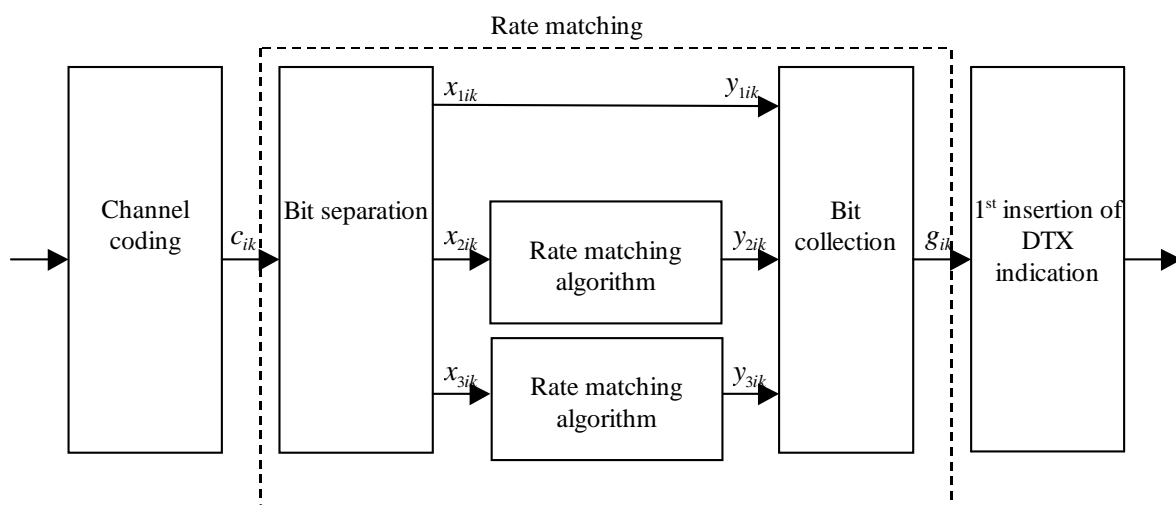 Rate matching
x1ik
y1ik
Channel
coding
cik
Bit separation
x2ik
Rate matching
algorithm
y2ik
Bit
collection
gik
1st insertion of
DTX
indication
x3ik
Rate matching
algorithm
y3ik